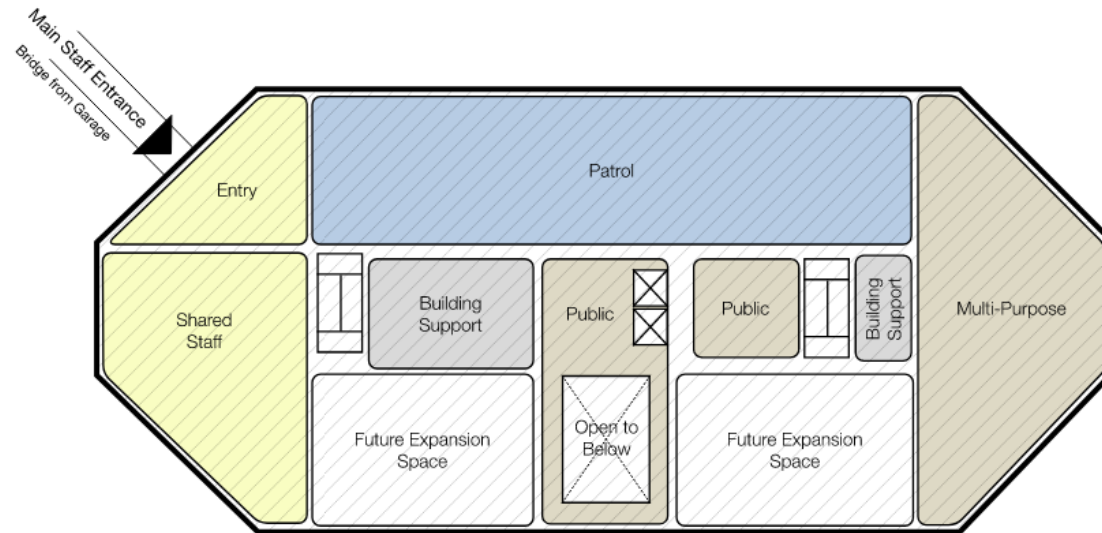 Main Staff Entrance
Bridge from Garage
Entry
Patrol
Shared
Staff
Building
Support
Public
Public
Building
Support
Multi-Purpose
Future Expansion
Space
Open to
Below
Future Expansion
Space